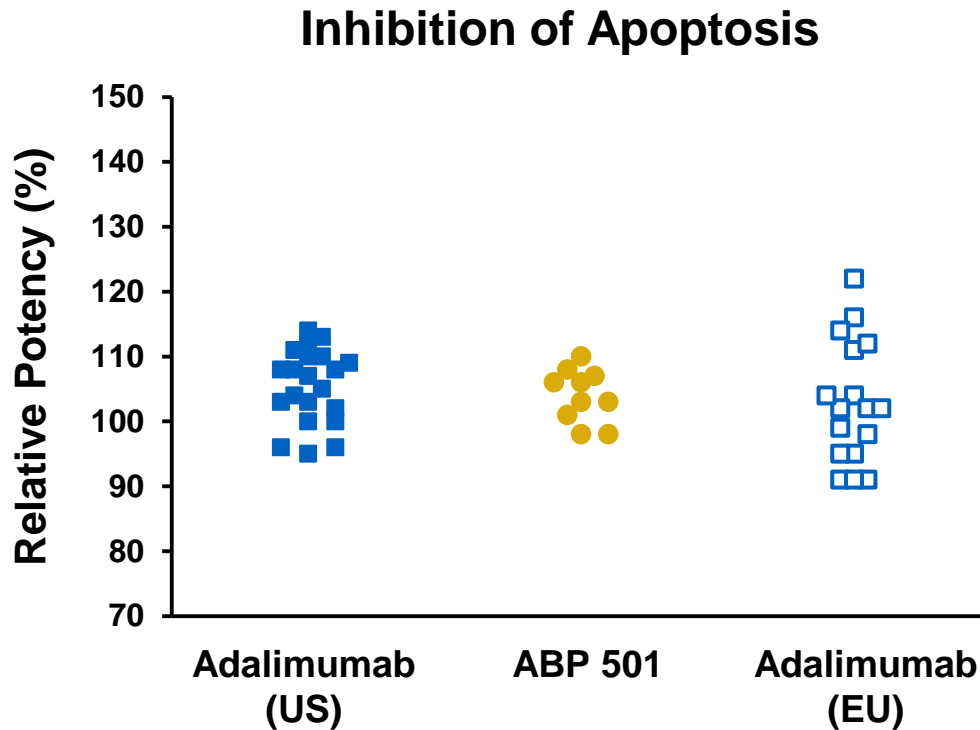 Inhibition of Apoptosis
Relative Potency (%)
150
140
130
120
110
100
90
80
70
Adalimumab
(US)
ABP 501
Adalimumab
(EU)